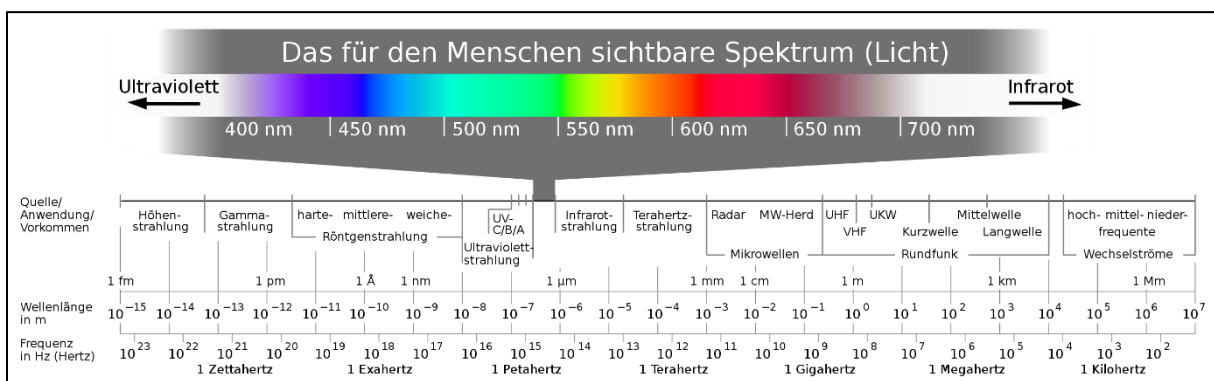 Das für den Menschen sichtbare Spektrum (Licht)
Ultraviolett
Infrarot
400 nm 450 nm 500 nm 550 nm 600 nm 650 nm 700 nm
Quelle/
Anwendung/
Vorkommen
Höhen-
strahlung
Gamma-
strahlung
harte- mittlere- weiche-
Röntgenstrahlung
UV-
C/B/A
Ultraviolett-
strahlung
Infrarot-
strahlung
Terahertz-
strahlung
Radar MW-Herd
Mikrowellen
UHF UKW Mittelwelle
VHF Kurzwelle Langwelle
Rundfunk
hoch- mittel- nieder-
frequente
Wechselströme
1 fm 1 pm 1 Å 1 nm 1 µm 1 mm 1 cm 1 m 1 km 1 Mm
Wellenlänge
in m
10⁻¹⁵ 10⁻¹⁴ 10⁻¹³ 10⁻¹² 10⁻¹¹ 10⁻¹⁰ 10⁻⁹ 10⁻⁸ 10⁻⁷ 10⁻⁶ 10⁻⁵ 10⁻⁴ 10⁻³ 10⁻² 10⁻¹ 10⁰ 10¹ 10² 10³ 10⁴ 10⁵ 10⁶ 10⁷
Frequenz
in Hz (Hertz)
10²³ 10²² 10²¹ 10²⁰ 10¹⁹ 10¹⁸ 10¹⁷ 10¹⁶ 10¹⁵ 10¹⁴ 10¹³ 10¹² 10¹¹ 10¹⁰ 10⁹ 10⁸ 10⁷ 10⁶ 10⁵ 10⁴ 10³ 10²
1 Zettahertz 1 Exahertz 1 Petahertz 1 Terahertz 1 Gigahertz 1 Megahertz 1 Kilohertz